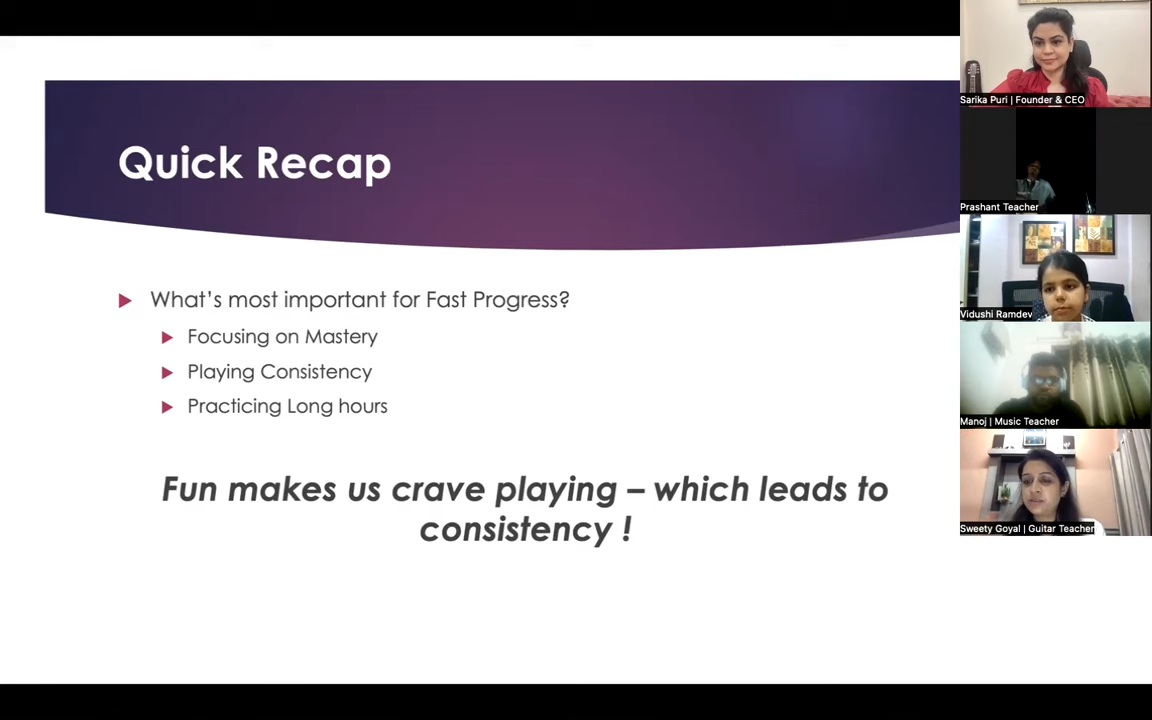 Quick Recap
What's most important for Fast Progress?
Focusing on Mastery
Playing Consistency
Practicing Long hours
Fun makes us crave playing – which leads to
consistency !
Sarika Puri | Founder & CEO
Prashant Teacher
Vidushi Ramdev
Manoj | Music Teacher
Sweety Goyal | Guitar Teacher